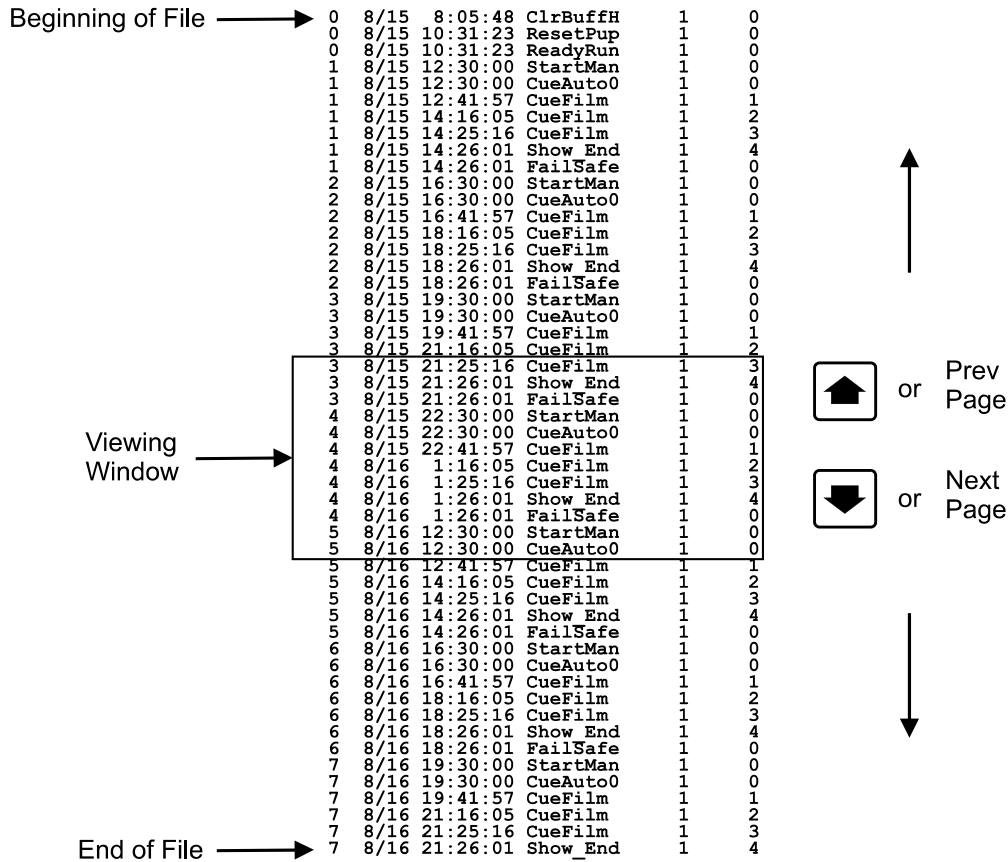 Beginning of File
0 8/15 8:05:48 ClrBuffH 1 0
0 8/15 10:31:23 ResetPup 1 0
0 8/15 10:31:23 ReadyRun 1 0
1 8/15 12:30:00 StartMan 1 0
1 8/15 12:30:00 CueAuto0 1 0
1 8/15 12:41:57 CueFilm 1 1
1 8/15 14:16:05 CueFilm 1 2
1 8/15 14:25:16 CueFilm 1 3
1 8/15 14:26:01 Show_End 1 4
1 8/15 14:26:01 FailSafe 1 0
2 8/15 16:30:00 StartMan 1 0
2 8/15 16:30:00 CueAuto0 1 0
2 8/15 16:41:57 CueFilm 1 1
2 8/15 18:16:05 CueFilm 1 2
2 8/15 18:25:16 CueFilm 1 3
2 8/15 18:26:01 Show_End 1 4
2 8/15 18:26:01 FailSafe 1 0
3 8/15 19:30:00 StartMan 1 0
3 8/15 19:30:00 CueAuto0 1 0
3 8/15 19:41:57 CueFilm 1 1
3 8/15 21:16:05 CueFilm 1 2
3 8/15 21:25:16 CueFilm 1 3
3 8/15 21:26:01 Show_End 1 4
3 8/15 21:26:01 FailSafe 1 0
4 8/15 22:30:00 StartMan 1 0
4 8/15 22:30:00 CueAuto0 1 0
4 8/15 22:41:57 CueFilm 1 1
4 8/16 1:16:05 CueFilm 1 2
4 8/16 1:25:16 CueFilm 1 3
4 8/16 1:26:01 Show_End 1 4
4 8/16 1:26:01 FailSafe 1 0
5 8/16 12:30:00 StartMan 1 0
5 8/16 12:30:00 CueAuto0 1 0
5 8/16 12:41:57 CueFilm 1 1
5 8/16 14:16:05 CueFilm 1 2
5 8/16 14:25:16 CueFilm 1 3
5 8/16 14:26:01 Show_End 1 4
5 8/16 14:26:01 FailSafe 1 0
6 8/16 16:30:00 StartMan 1 0
6 8/16 16:30:00 CueAuto0 1 0
6 8/16 16:41:57 CueFilm 1 1
6 8/16 18:16:05 CueFilm 1 2
6 8/16 18:25:16 CueFilm 1 3
6 8/16 18:26:01 Show_End 1 4
6 8/16 18:26:01 FailSafe 1 0
7 8/16 19:30:00 StartMan 1 0
7 8/16 19:30:00 CueAuto0 1 0
7 8/16 19:41:57 CueFilm 1 1
7 8/16 21:16:05 CueFilm 1 2
7 8/16 21:25:16 CueFilm 1 3
7 8/16 21:26:01 Show_End 1 4
Viewing
Window
End of File
or
Prev
Page
or
Next
Page